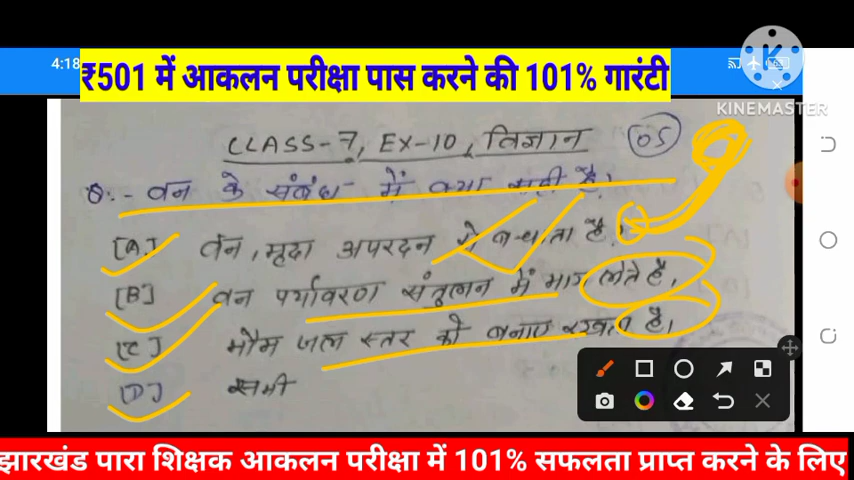 4:18
₹501 में आकलन परीक्षा पास करने की 101% गारंटी
KINEMASTER
CLASS-7, EX-10, विज्ञान 05
वन के संबंध में क्या सही है?
[A] वन, मृदा अपरदन से बचाता है।
[B] वन पर्यावरण संतुलन में भाग लेते है,
[C] भौम जल स्तर को बनाए रखता है,
[D] सभी
झारखंड पारा शिक्षक आकलन परीक्षा में 101% सफलता प्राप्त करने के लिए